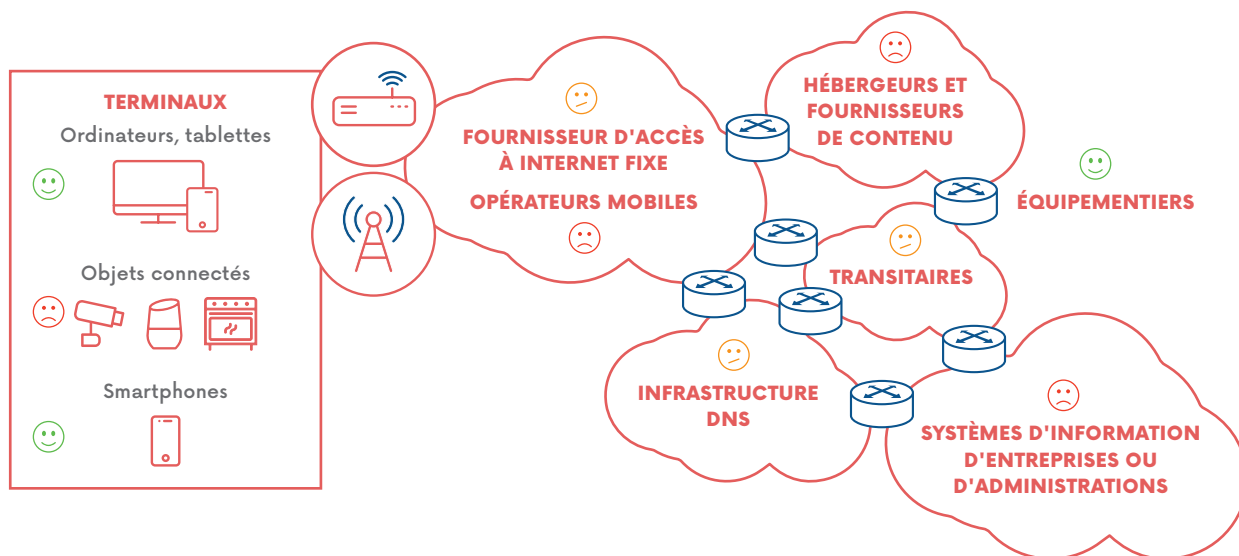 TERMINAUX
Ordinateurs, tablettes
Objets connectés
Smartphones
FOURNISSEUR D'ACCÈS
À INTERNET FIXE
OPÉRATEURS MOBILES
HÉBERGEURS ET
FOURNISSEURS
DE CONTENU
ÉQUIPEMENTIERS
TRANSITAIRES
INFRASTRUCTURE
DNS
SYSTÈMES D'INFORMATION
D'ENTREPRISES OU
D'ADMINISTRATIONS